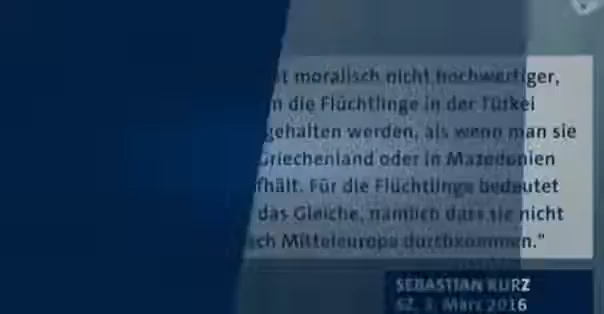 moralisch nicht hochwertiger,
die Flüchtlinge in der Türkei
gehalten werden, als wenn man sie
Griechenland oder in Mazedonien
fhält. Für die Flüchtlinge bedeutet
das Gleiche, nämlich dass sie nicht
ch Mitteleuropa durchkommen."
SEBASTIAN KURZ
SZ, 3. März 2016